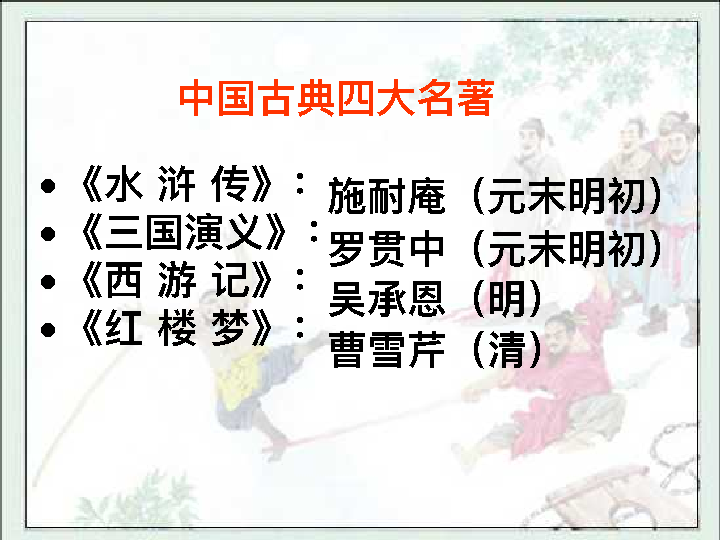 中国古典四大名著
•《水 浒 传》：施耐庵（元末明初）
•《三国演义》：罗贯中（元末明初）
•《西 游 记》：吴承恩（明）
•《红 楼 梦》：曹雪芹（清）